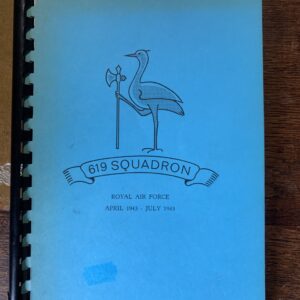 619 SQUADRON
ROYAL AIR FORCE
APRIL 1943 - JULY 1945